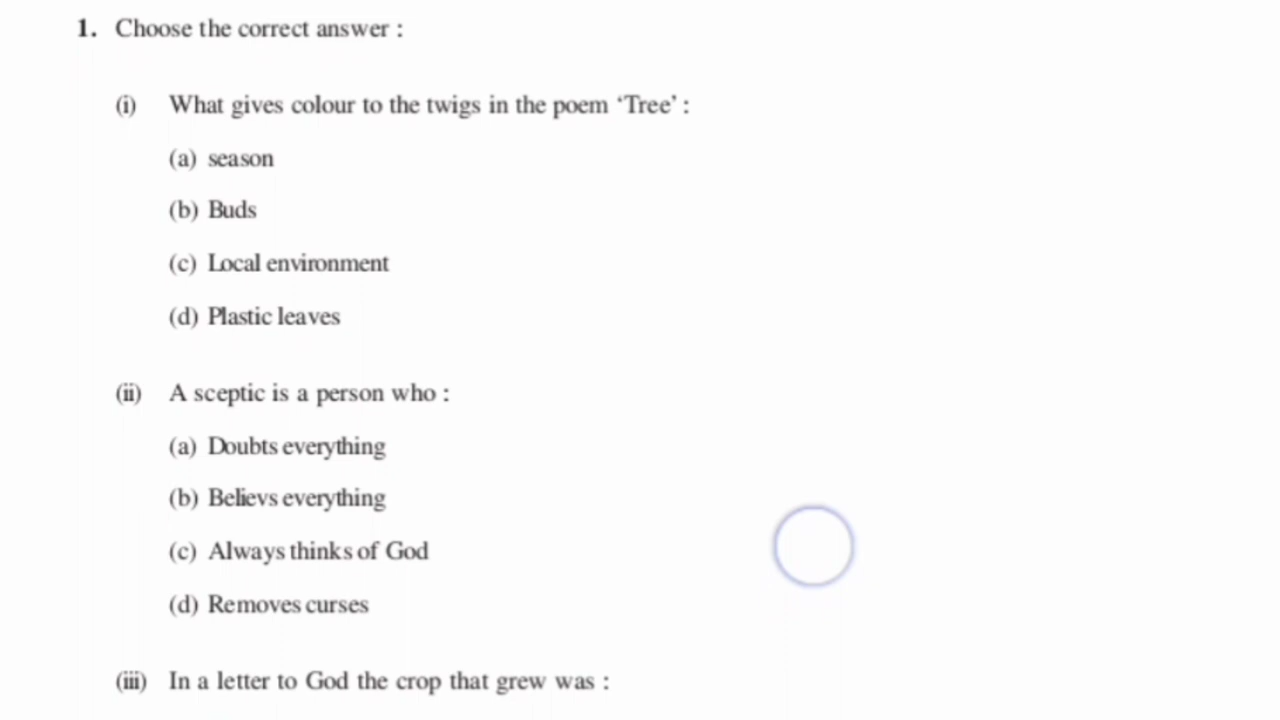 1. Choose the correct answer :
(i) What gives colour to the twigs in the poem ‘Tree’ :
(a) season
(b) Buds
(c) Local environment
(d) Plastic leaves
(ii) A sceptic is a person who :
(a) Doubts everything
(b) Believs everything
(c) Always thinks of God
(d) Removes curses
(iii) In a letter to God the crop that grew was :